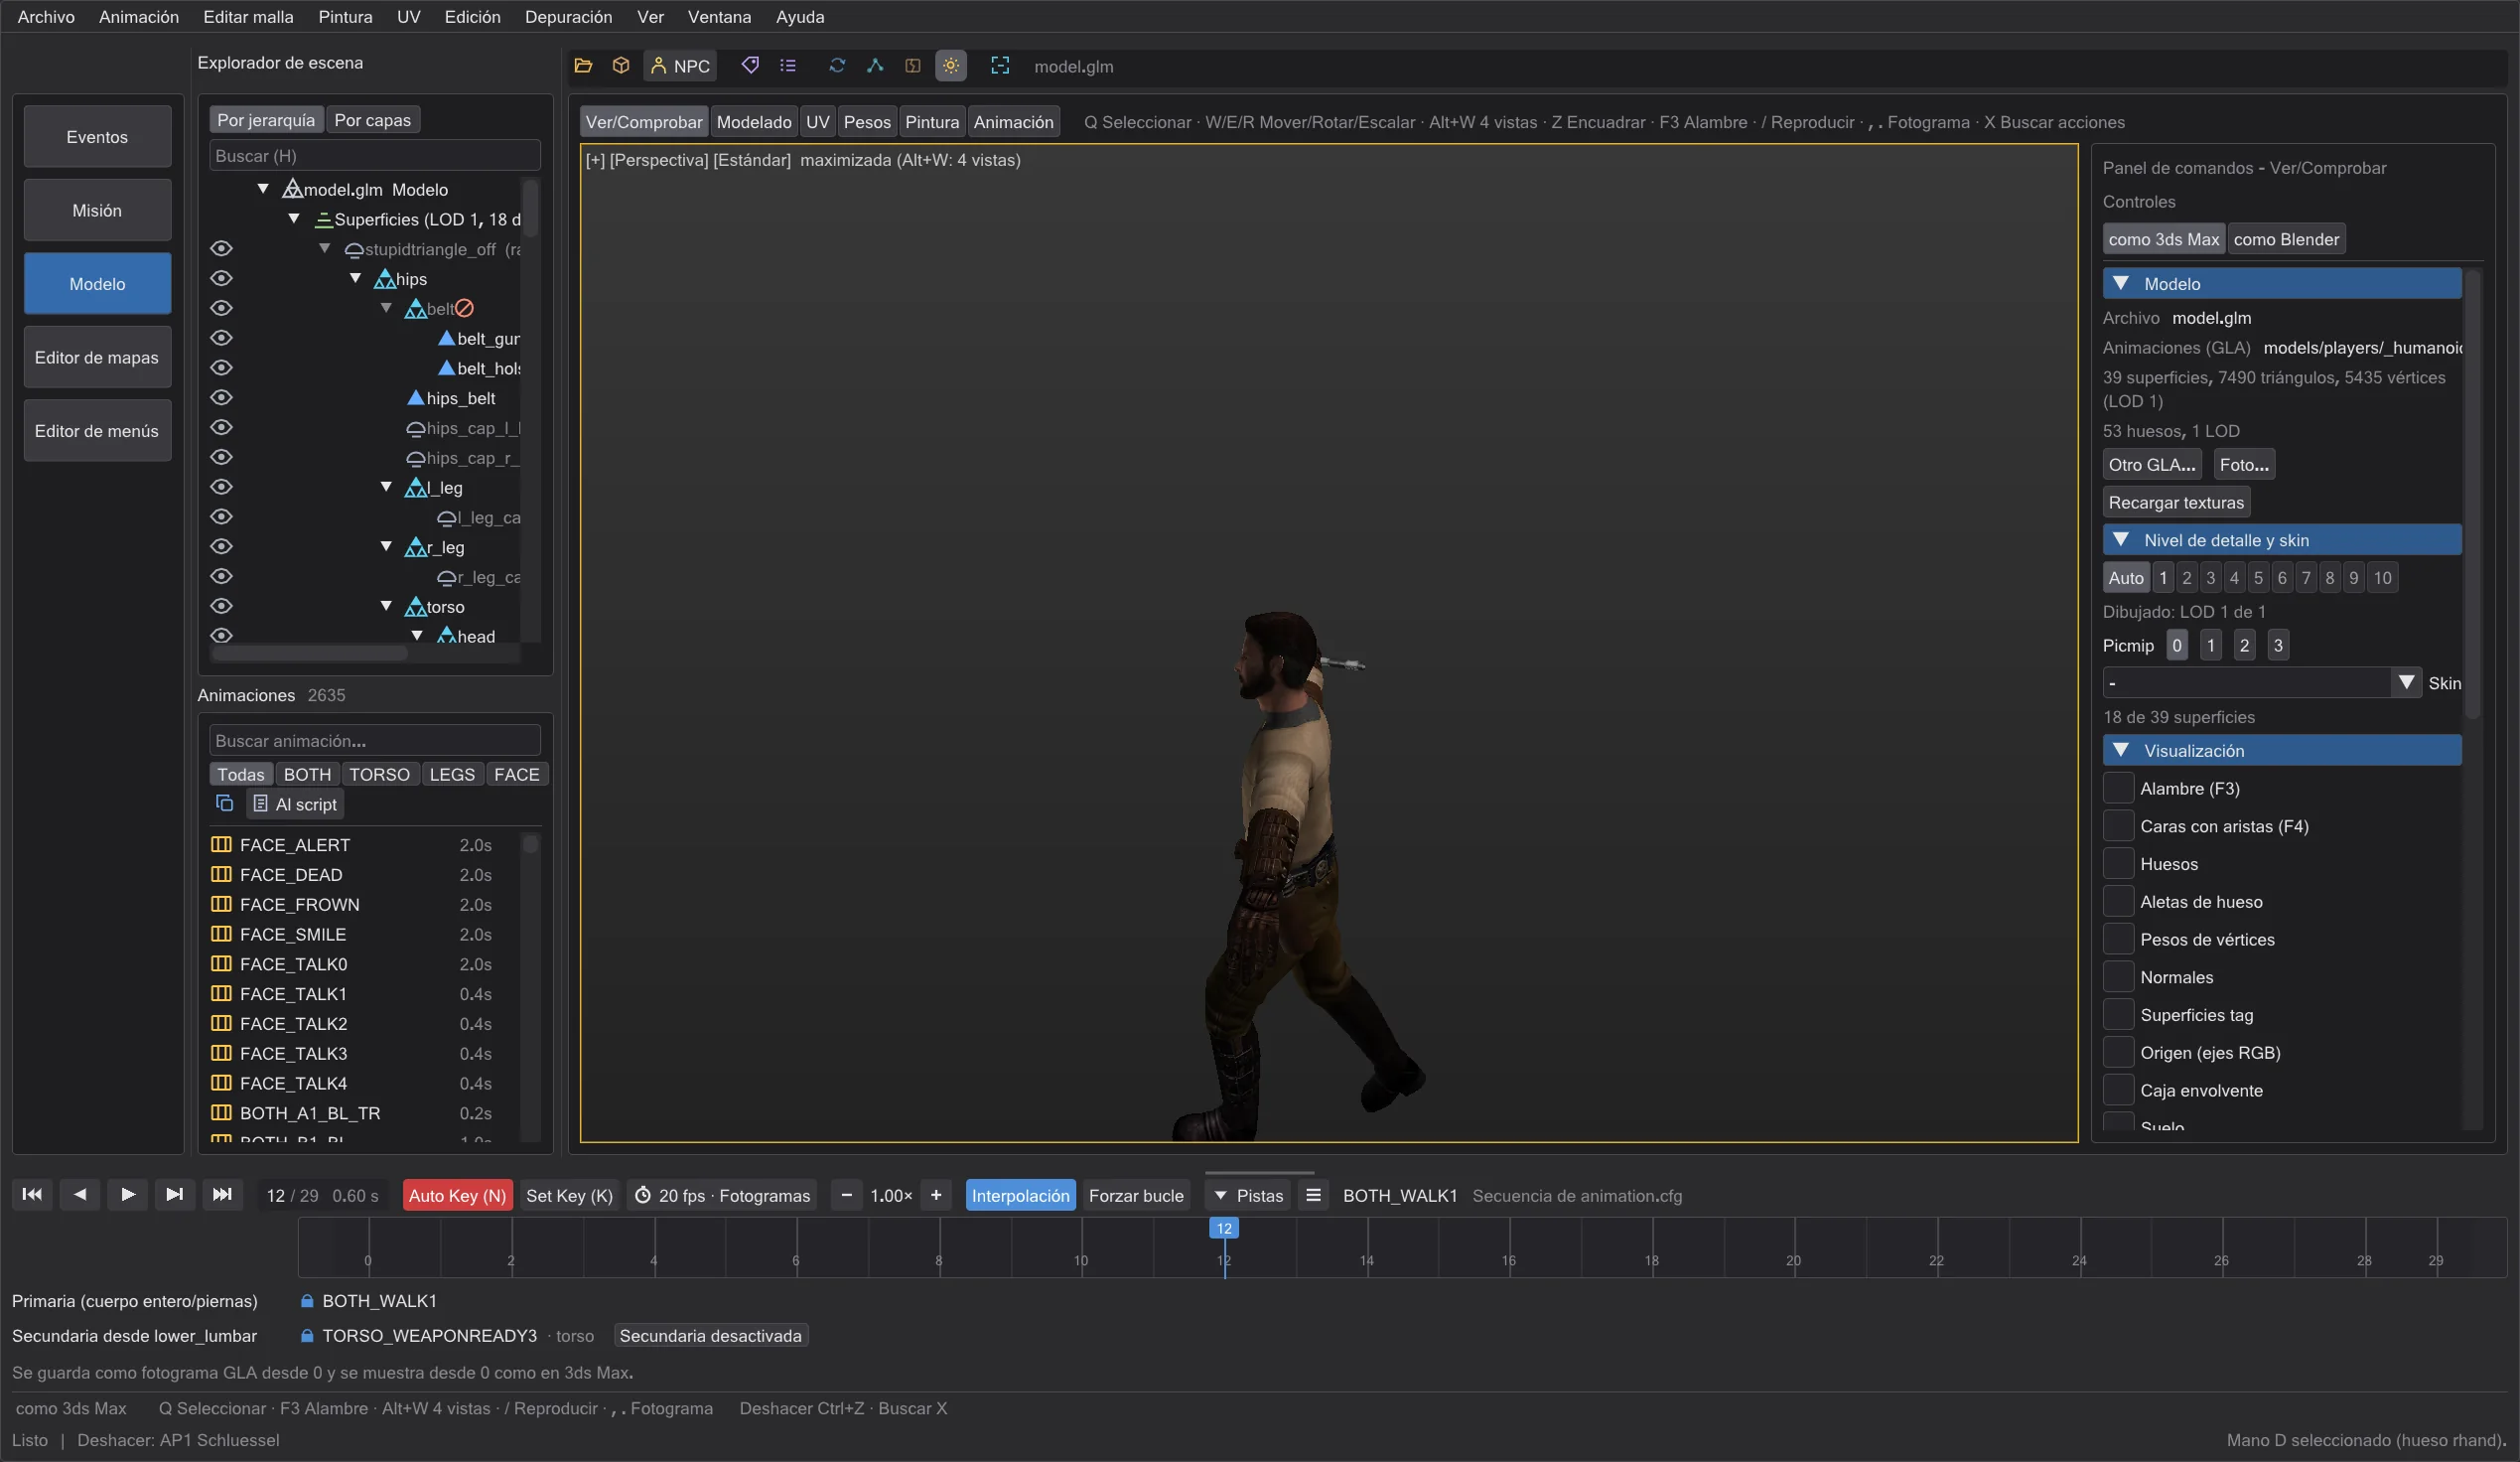 Archivo Animación Editar malla Pintura UV Edición Depuración Ver Ventana Ayuda
Explorador de escena
NPC model.glm
Eventos
Misión
Modelo
Editor de mapas
Editor de menús
Por jerarquía Por capas
Buscar (H)
model.glm Modelo
Superficies (LOD 1, 18 d
stupidtriangle_off (ra
hips
belt
belt_gun
belt_hols
hips_belt
hips_cap_l_l
hips_cap_r_
l_leg
l_leg_ca
r_leg
r_leg_ca
torso
head
Animaciones 2635
Buscar animación...
Todas BOTH TORSO LEGS FACE
Al script
FACE_ALERT 2.0s
FACE_DEAD 2.0s
FACE_FROWN 2.0s
FACE_SMILE 2.0s
FACE_TALK0 2.0s
FACE_TALK1 0.4s
FACE_TALK2 0.4s
FACE_TALK3 0.4s
FACE_TALK4 0.4s
BOTH_A1_BL_TR 0.2s
Ver/Comprobar Modelado UV Pesos Pintura Animación Q Seleccionar · W/E/R Mover/Rotar/Escalar · Alt+W 4 vistas · Z Encuadrar · F3 Alambre · / Reproducir · , . Fotograma · X Buscar acciones
[+] [Perspectiva] [Estándar] maximizada (Alt+W: 4 vistas)
Panel de comandos - Ver/Comprobar
Controles
como 3ds Max como Blender
Modelo
Archivo model.glm
Animaciones (GLA) models/players/_humanoid
39 superficies, 7490 triángulos, 5435 vértices
(LOD 1)
53 huesos, 1 LOD
Otro GLA... Foto...
Recargar texturas
Nivel de detalle y skin
Auto 1 2 3 4 5 6 7 8 9 10
Dibujado: LOD 1 de 1
Picmip 0 1 2 3
- Skin
18 de 39 superficies
Visualización
Alambre (F3)
Caras con aristas (F4)
Huesos
Aletas de hueso
Pesos de vértices
Normales
Superficies tag
Origen (ejes RGB)
Caja envolvente
Suelo
12 / 29 0.60 s Auto Key (N) Set Key (K) 20 fps · Fotogramas − 1.00× + Interpolación Forzar bucle Pistas BOTH_WALK1 Secuencia de animation.cfg
12
0 2 4 6 8 10 12 14 16 18 20 22 24 26 28 29
Primaria (cuerpo entero/piernas) BOTH_WALK1
Secundaria desde lower_lumbar TORSO_WEAPONREADY3 · torso Secundaria desactivada
Se guarda como fotograma GLA desde 0 y se muestra desde 0 como en 3ds Max.
como 3ds Max Q Seleccionar · F3 Alambre · Alt+W 4 vistas · / Reproducir · , . Fotograma Deshacer Ctrl+Z · Buscar X
Listo | Deshacer: AP1 Schluessel Mano D seleccionado (hueso rhand).